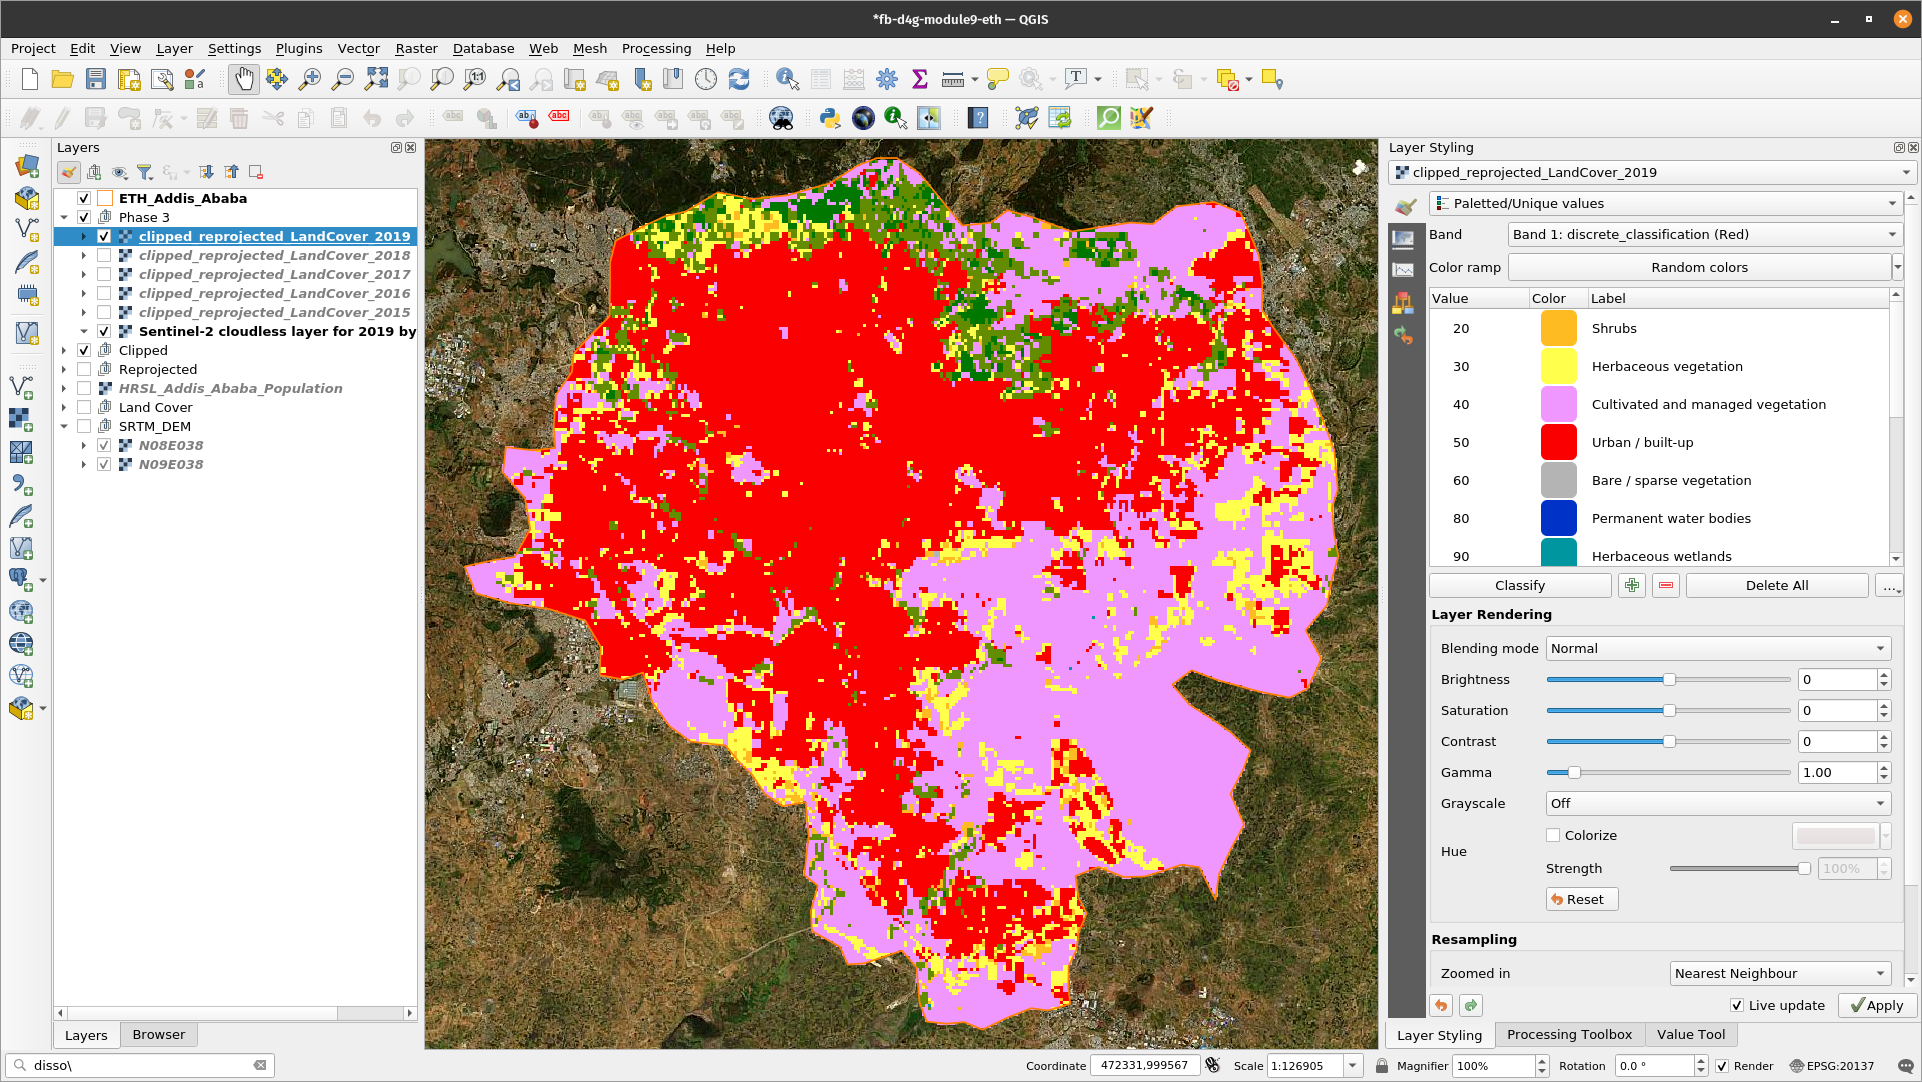 *fb-d4g-module9-eth — QGIS
Project Edit View Layer Settings Plugins Vector Raster Database Web Mesh Processing Help
Layers
ETH_Addis_Ababa
Phase 3
clipped_reprojected_LandCover_2019
clipped_reprojected_LandCover_2018
clipped_reprojected_LandCover_2017
clipped_reprojected_LandCover_2016
clipped_reprojected_LandCover_2015
Sentinel-2 cloudless layer for 2019 by
Clipped
Reprojected
HRSL_Addis_Ababa_Population
Land Cover
SRTM_DEM
N08E038
N09E038
Layers Browser
Layer Styling
clipped_reprojected_LandCover_2019
Paletted/Unique values
Band Band 1: discrete_classification (Red)
Color ramp Random colors
Value Color Label
20 Shrubs
30 Herbaceous vegetation
40 Cultivated and managed vegetation
50 Urban / built-up
60 Bare / sparse vegetation
80 Permanent water bodies
90 Herbaceous wetlands
Classify Delete All ...
Layer Rendering
Blending mode Normal
Brightness 0
Saturation 0
Contrast 0
Gamma 1.00
Grayscale Off
Colorize
Hue
Strength 100%
Reset
Resampling
Zoomed in Nearest Neighbour
Live update Apply
Layer Styling Processing Toolbox Value Tool
disso\
Coordinate 472331,999567 Scale 1:126905 Magnifier 100% Rotation 0.0 ° Render EPSG:20137